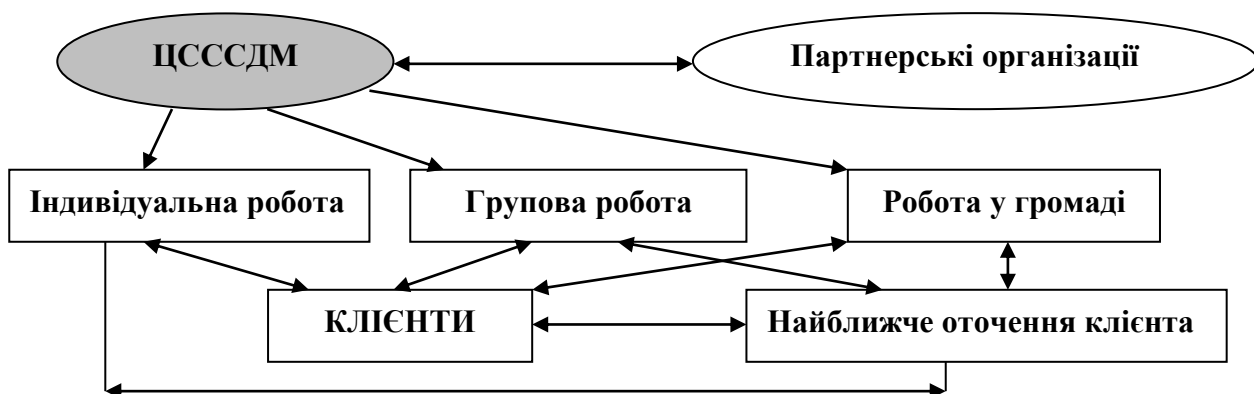 ЦСССДМ
Партнерські організації
Індивідуальна робота
Групова робота
Робота у громаді
КЛІЄНТИ
Найближче оточення клієнта